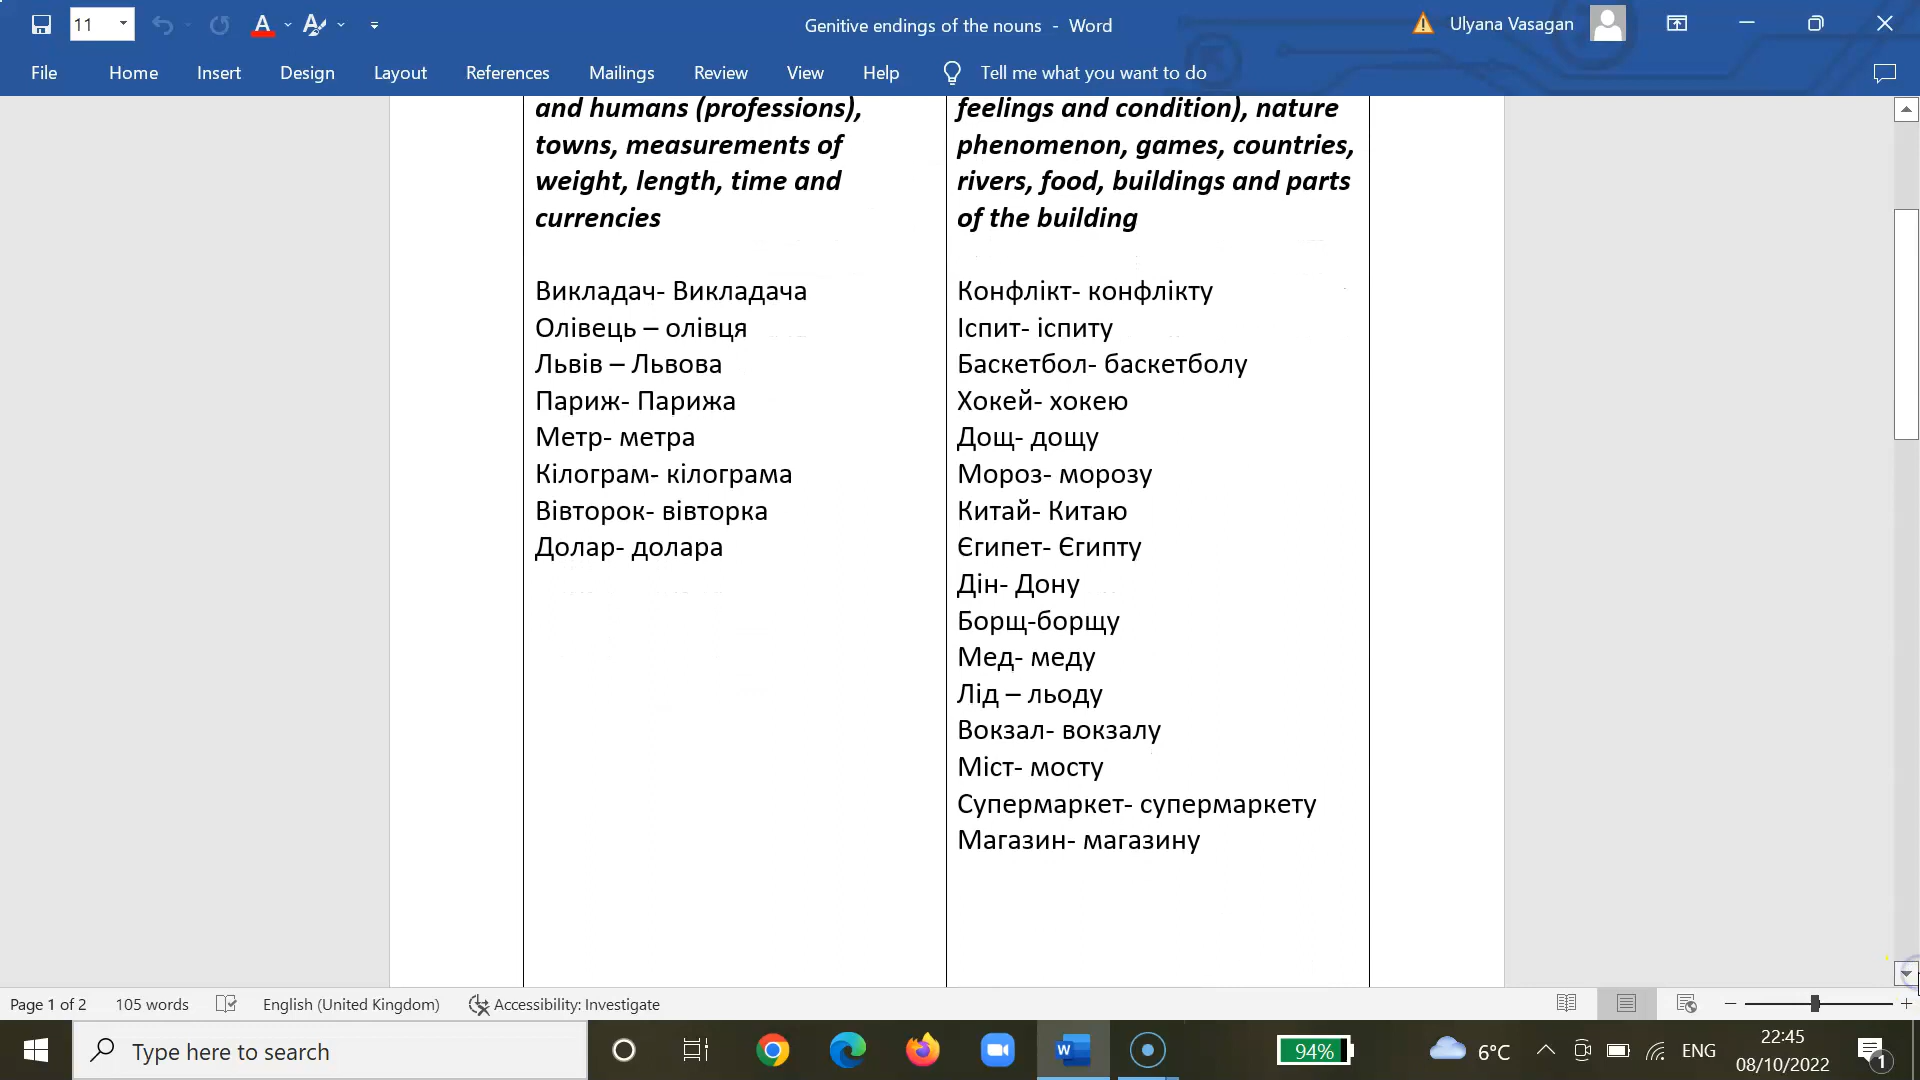 11
Genitive endings of the nouns - Word
Ulyana Vasagan
File Home Insert Design Layout References Mailings Review View Help Tell me what you want to do
and humans (professions),
towns, measurements of
weight, length, time and
currencies
Викладач- Викладача
Олівець – олівця
Львів – Львова
Париж- Парижа
Метр- метра
Кілограм- кілограма
Вівторок- вівторка
Долар- долара
feelings and condition), nature
phenomenon, games, countries,
rivers, food, buildings and parts
of the building
Конфлікт- конфлікту
Іспит- іспиту
Баскетбол- баскетболу
Хокей- хокею
Дощ- дощу
Мороз- морозу
Китай- Китаю
Єгипет- Єгипту
Дін- Дону
Борщ-борщу
Мед- меду
Лід – льоду
Вокзал- вокзалу
Міст- мосту
Супермаркет- супермаркету
Магазин- магазину
Page 1 of 2 105 words English (United Kingdom) Accessibility: Investigate
Type here to search
94%
6°C
ENG
22:45
08/10/2022
1